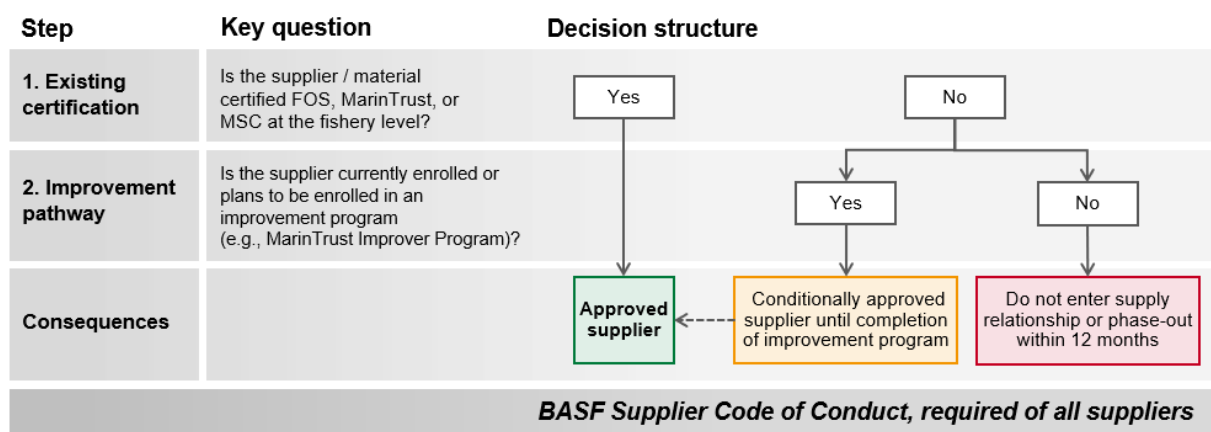 Step
Key question
Decision structure
1. Existing
certification
Is the supplier / material
certified FOS, MarinTrust, or
MSC at the fishery level?
Yes
No
2. Improvement
pathway
Is the supplier currently enrolled or
plans to be enrolled in an
improvement program
(e.g., MarinTrust Improver Program)?
Yes
No
Consequences
Approved
supplier
Conditionally approved
supplier until completion
of improvement program
Do not enter supply
relationship or phase-out
within 12 months
BASF Supplier Code of Conduct, required of all suppliers